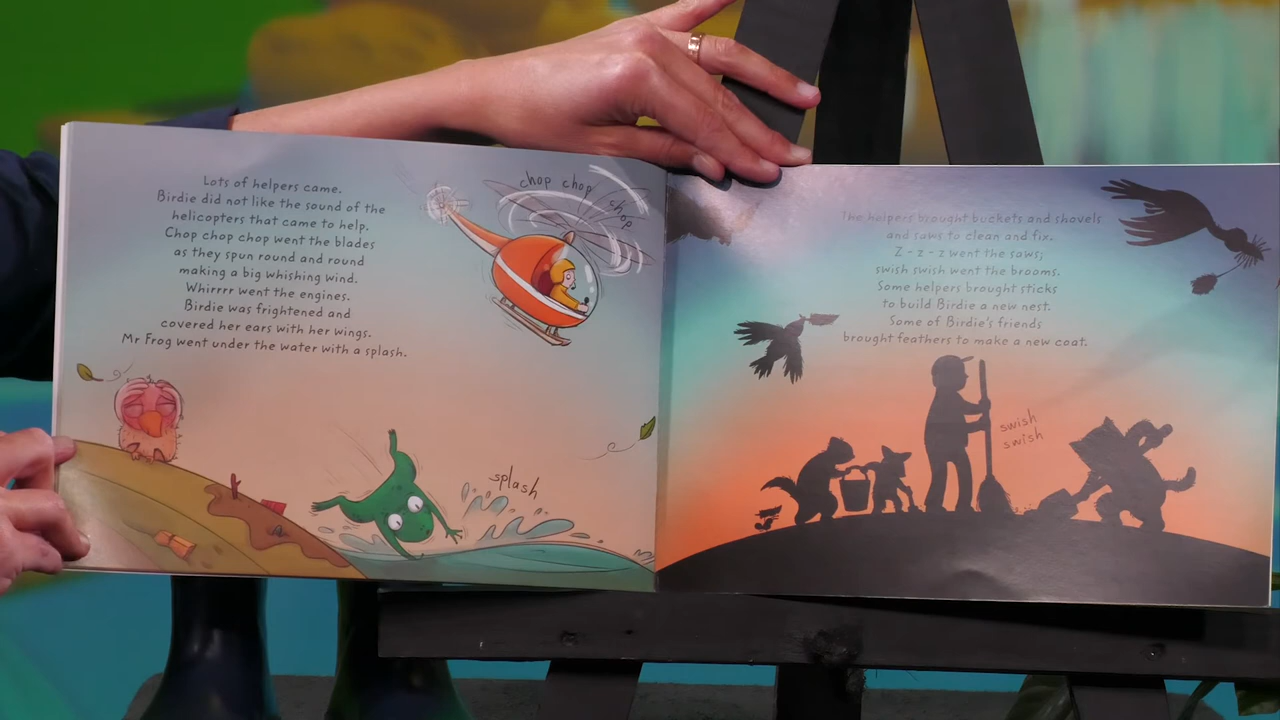 Lots of helpers came.
Birdie did not like the sound of the
helicopters that came to help.
Chop chop chop went the blades
as they spun round and round
making a big whishing wind.
Whirrrr went the engines.
Birdie was frightened and
covered her ears with her wings.
Mr Frog went under the water with a splash.
chop chop chop
splash
The helpers brought buckets and shovels
and saws to clean and fix.
Z - z - z went the saws;
swish swish went the brooms.
Some helpers brought sticks
to build Birdie a new nest.
Some of Birdie's friends
brought feathers to make a new coat.
swish
swish